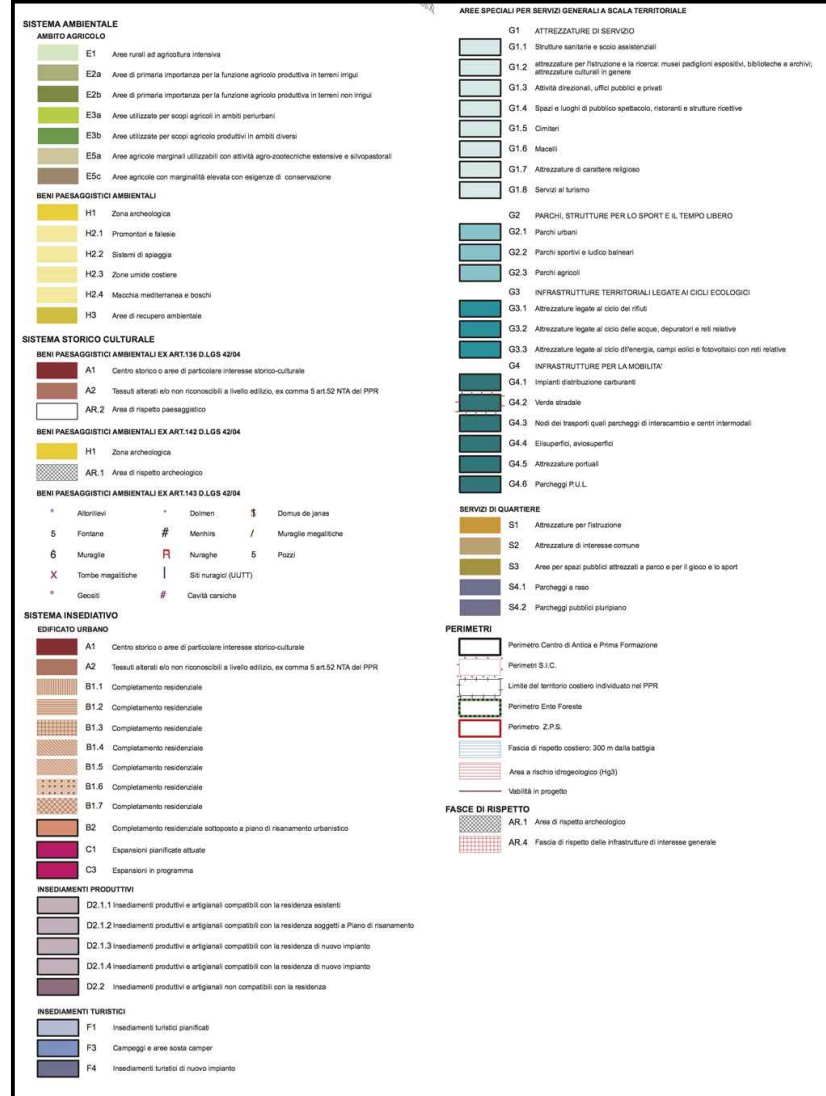 SISTEMA AMBIENTALE
AMBITO AGRICOLO
E1 Aree rurali ad agricoltura intensiva
E2a Aree di primaria importanza per la funzione agricolo produttiva in terreni irrigui
E2b Aree di primaria importanza per la funzione agricolo produttiva in terreni non irrigui
E3a Aree utilizzate per scopi agricoli in ambiti periurbani
E3b Aree utilizzate per scopi agricolo produttivi in ambiti diversi
E5a Aree agricole marginali utilizzabili con attività agro-zootecniche estensive e silvopastorali
E5c Aree agricole con marginalità elevata con esigenze di conservazione
BENI PAESAGGISTICI AMBIENTALI
H1 Zona archeologica
H2.1 Promontori e falesie
H2.2 Sistemi di spiaggia
H2.3 Zone umide costiere
H2.4 Macchia mediterranea e boschi
H3 Aree di recupero ambientale
SISTEMA STORICO CULTURALE
BENI PAESAGGISTICI AMBIENTALI EX ART.136 D.LGS 42/04
A1 Centro storico o aree di particolare interesse storico-culturale
A2 Tessuti alterati e/o non riconoscibili a livello edilizio, ex comma 5 art.52 NTA del PPR
AR.2 Area di rispetto paesaggistico
BENI PAESAGGISTICI AMBIENTALI EX ART.142 D.LGS 42/04
H1 Zona archeologica
AR.1 Area di rispetto archeologico
BENI PAESAGGISTICI AMBIENTALI EX ART.143 D.LGS 42/04
* Altorilievi * Dolmen $ Domus de janas
5 Fontane # Menhirs / Muraglie megalitiche
6 Muraglie R Nuraghe 5 Pozzi
X Tombe megalitiche | Siti nuragici (UUTT)
* Geositi # Cavità carsiche
SISTEMA INSEDIATIVO
EDIFICATO URBANO
A1 Centro storico o aree di particolare interesse storico-culturale
A2 Tessuti alterati e/o non riconoscibili a livello edilizio, ex comma 5 art.52 NTA del PPR
B1.1 Completamento residenziale
B1.2 Completamento residenziale
B1.3 Completamento residenziale
B1.4 Completamento residenziale
B1.5 Completamento residenziale
B1.6 Completamento residenziale
B1.7 Completamento residenziale
B2 Completamento residenziale sottoposto a piano di risanamento urbanistico
C1 Espansioni pianificate attuate
C3 Espansioni in programma
INSEDIAMENTI PRODUTTIVI
D2.1.1 Insediamenti produttivi e artigianali compatibili con la residenza esistenti
D2.1.2 Insediamenti produttivi e artigianali compatibili con la residenza soggetti a Piano di risanamento
D2.1.3 Insediamenti produttivi e artigianali compatibili con la residenza di nuovo impianto
D2.1.4 Insediamenti produttivi e artigianali compatibili con la residenza di nuovo impianto
D2.2 Insediamenti produttivi e artigianali non compatibili con la residenza
INSEDIAMENTI TURISTICI
F1 Insediamenti turistici pianificati
F3 Campeggi e aree sosta camper
F4 Insediamenti turistici di nuovo impianto
AREE SPECIALI PER SERVIZI GENERALI A SCALA TERRITORIALE
G1 ATTREZZATURE DI SERVIZIO
G1.1 Strutture sanitarie e scoio assistenziali
G1.2 attrezzature per l'istruzione e la ricerca: musei padiglioni espositivi, biblioteche e archivi;
attrezzature culturali in genere
G1.3 Attività direzionali, uffici pubblici e privati
G1.4 Spazi e luoghi di pubblico spettacolo, ristoranti e strutture ricettive
G1.5 Cimiteri
G1.6 Macelli
G1.7 Attrezzature di carattere religioso
G1.8 Servizi al turismo
G2 PARCHI, STRUTTURE PER LO SPORT E IL TEMPO LIBERO
G2.1 Parchi urbani
G2.2 Parchi sportivi e ludico balneari
G2.3 Parchi agricoli
G3 INFRASTRUTTURE TERRITORIALI LEGATE AI CICLI ECOLOGICI
G3.1 Attrezzature legate al ciclo dei rifiuti
G3.2 Attrezzature legate al ciclo delle acque, depuratori e reti relative
G3.3 Attrezzature legate al ciclo dll'energia, campi eolici e fotovoltaici con reti relative
G4 INFRASTRUTTURE PER LA MOBILITA'
G4.1 Impianti distribuzione carburanti
G4.2 Verde stradale
G4.3 Nodi dei trasporti quali parcheggi di interscambio e centri intermodali
G4.4 Elisuperfici, aviosuperfici
G4.5 Attrezzature portuali
G4.6 Parcheggi P.U.L.
SERVIZI DI QUARTIERE
S1 Attrezzature per l'istruzione
S2 Attrezzature di interesse comune
S3 Aree per spazi pubblici attrezzati a parco e per il gioco e lo sport
S4.1 Parcheggi a raso
S4.2 Parcheggi pubblici pluripiano
PERIMETRI
Perimetro Centro di Antica e Prima Formazione
Perimetri S.I.C.
Limite del territorio costiero individuato nel PPR
Perimetro Ente Foreste
Perimetro Z.P.S.
Fascia di rispetto costiero: 300 m dalla battigia
Area a rischio idrogeologico (Hg3)
Vabilità in progetto
FASCE DI RISPETTO
AR.1 Area di rispetto archeologico
AR.4 Fascia di rispetto delle infrastrutture di interesse generale